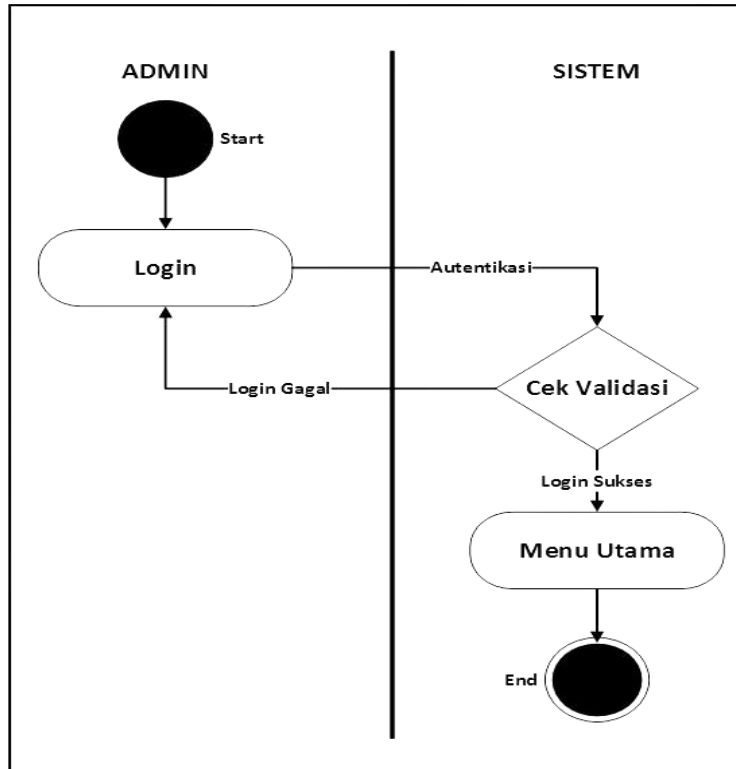 ADMIN
SISTEM
Start
Login
Autentikasi
Login Gagal
Cek Validasi
Login Sukses
Menu Utama
End